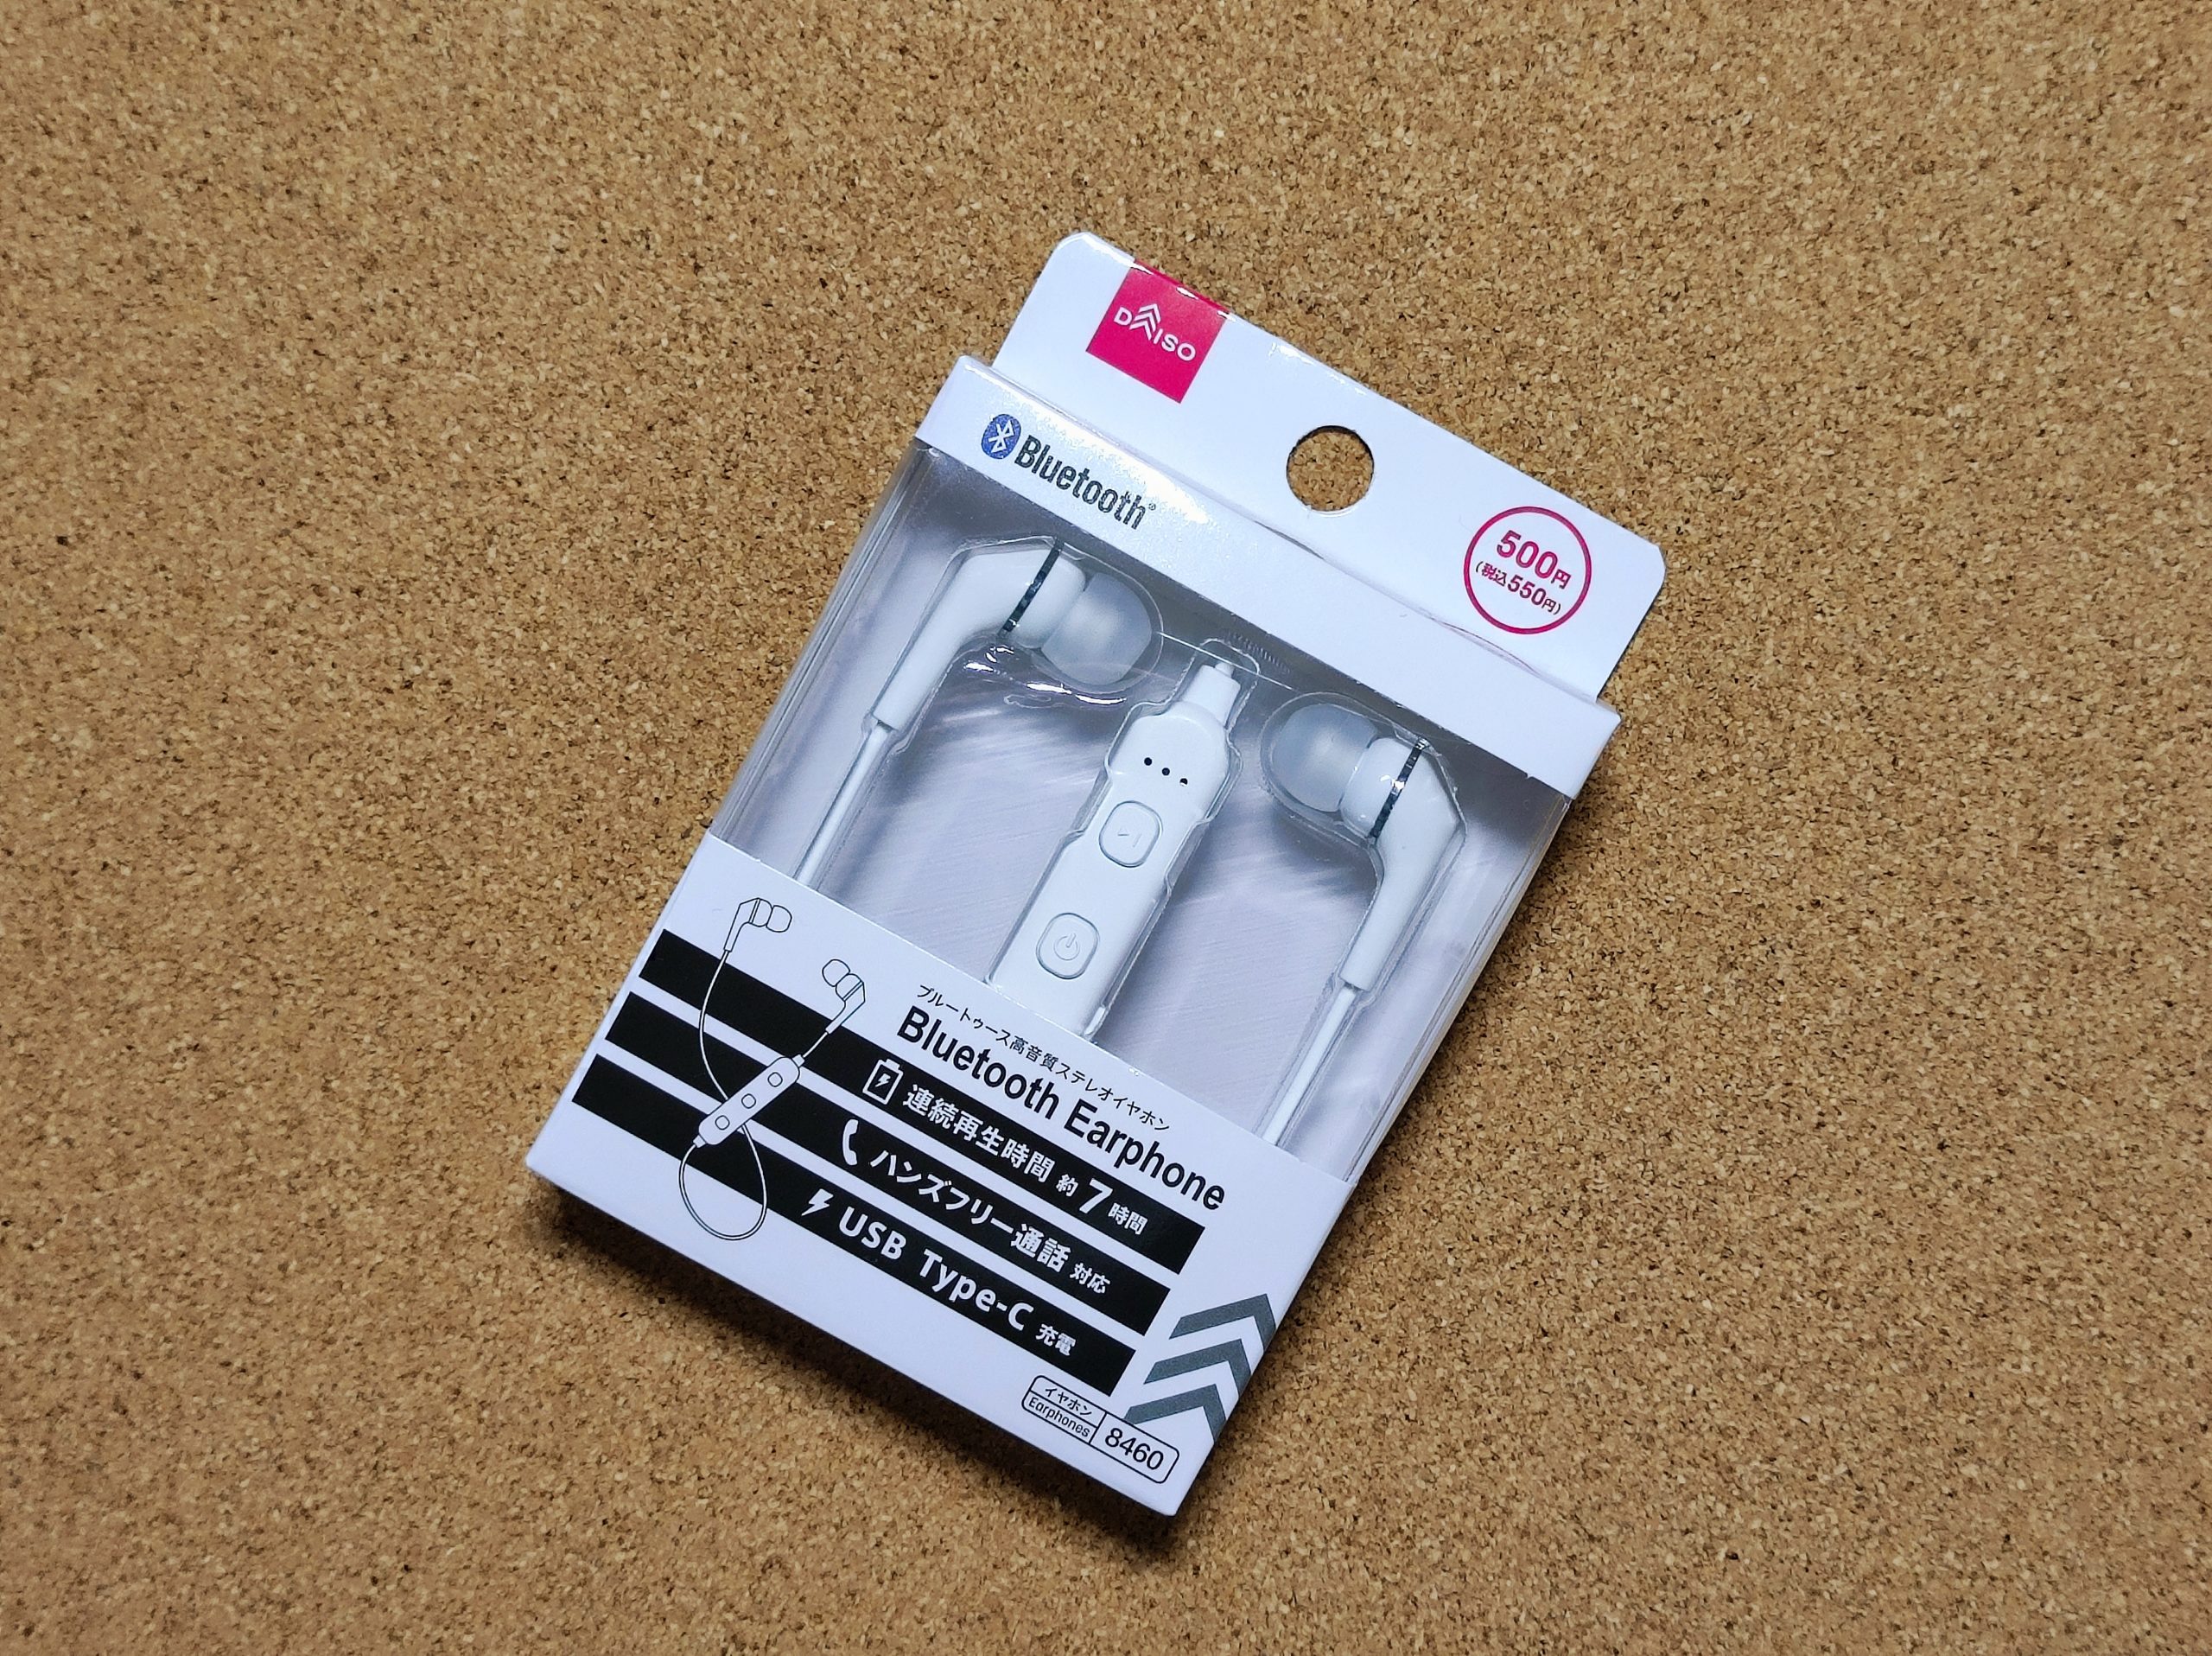 DAISO
Bluetooth®
500円
(税込550円)
ブルートゥース高音質ステレオイヤホン
Bluetooth Earphone
連続再生時間 約7時間
ハンズフリー通話 対応
USB Type-C 充電
イヤホン
Earphones
8460